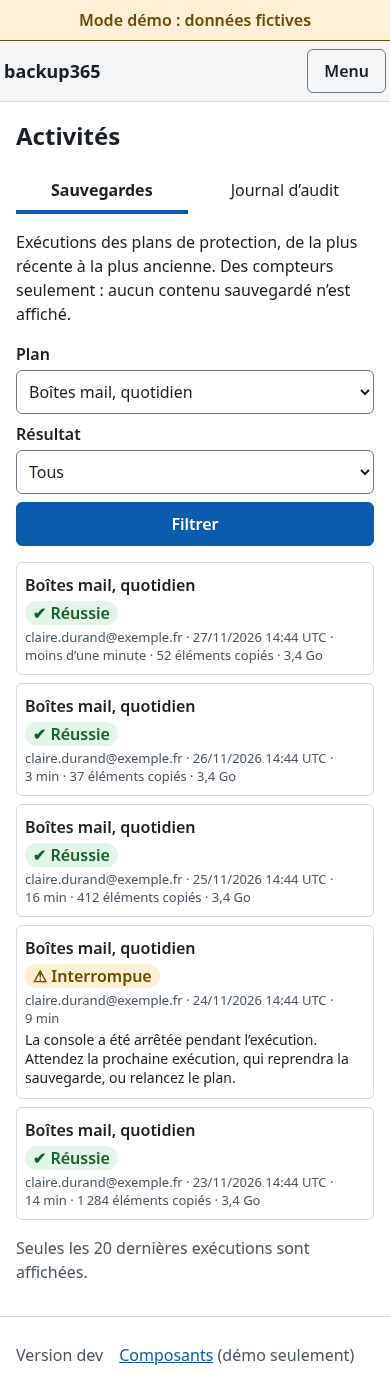 Mode démo : données fictives
backup365
Menu
Activités
Sauvegardes
Journal d’audit
Exécutions des plans de protection, de la plus
récente à la plus ancienne. Des compteurs
seulement : aucun contenu sauvegardé n’est
affiché.
Plan
Boîtes mail, quotidien
Résultat
Tous
Filtrer
Boîtes mail, quotidien
✔ Réussie
claire.durand@exemple.fr · 27/11/2026 14:44 UTC ·
moins d’une minute · 52 éléments copiés · 3,4 Go
Boîtes mail, quotidien
✔ Réussie
claire.durand@exemple.fr · 26/11/2026 14:44 UTC ·
3 min · 37 éléments copiés · 3,4 Go
Boîtes mail, quotidien
✔ Réussie
claire.durand@exemple.fr · 25/11/2026 14:44 UTC ·
16 min · 412 éléments copiés · 3,4 Go
Boîtes mail, quotidien
⚠ Interrompue
claire.durand@exemple.fr · 24/11/2026 14:44 UTC ·
9 min
La console a été arrêtée pendant l’exécution.
Attendez la prochaine exécution, qui reprendra la
sauvegarde, ou relancez le plan.
Boîtes mail, quotidien
✔ Réussie
claire.durand@exemple.fr · 23/11/2026 14:44 UTC ·
14 min · 1 284 éléments copiés · 3,4 Go
Seules les 20 dernières exécutions sont
affichées.
Version dev Composants (démo seulement)